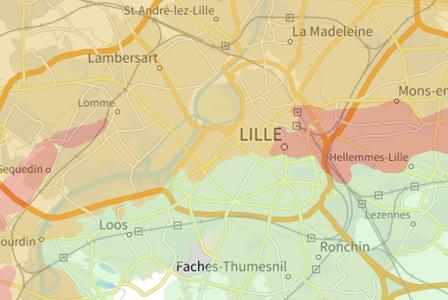 St-André-lez-Lille
La Madeleine
Lambersart
Lomme
Mons-en
LILLE
Hellemmes-Lille
Sequedin
Lezennes
Loos
ourdin
Ronchin
Faches-Thumesnil